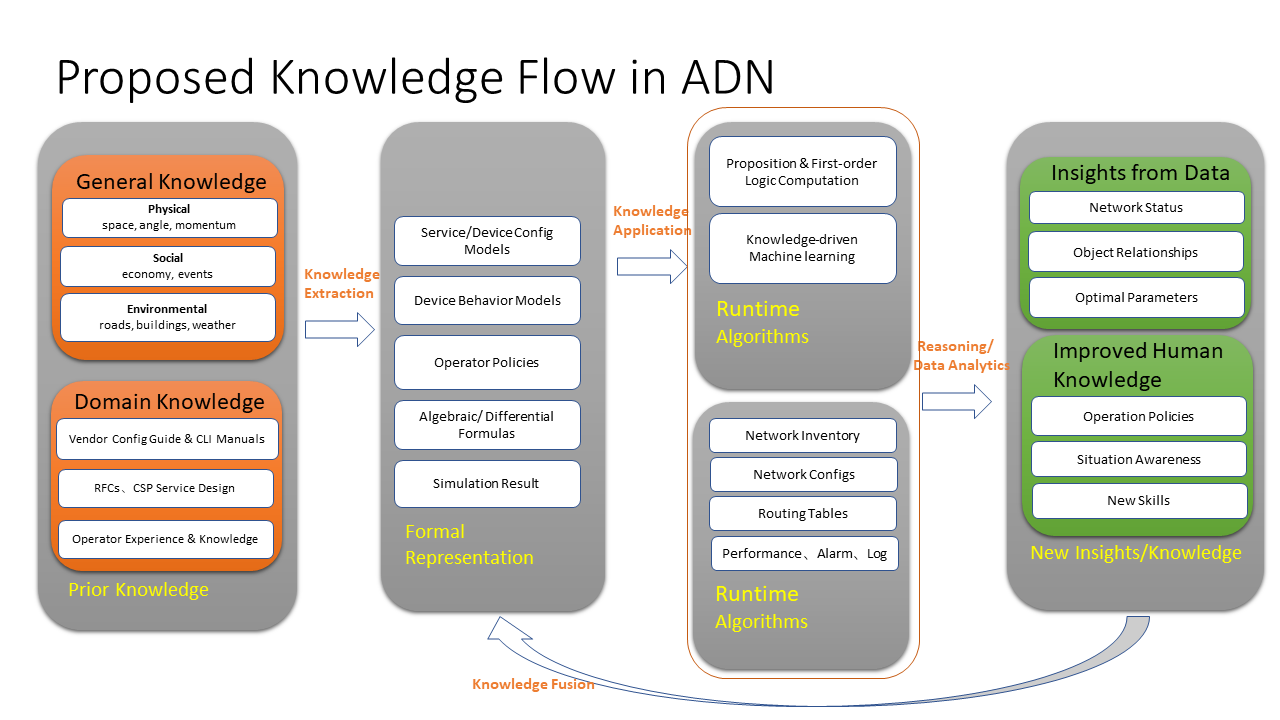 Proposed Knowledge Flow in ADN
General Knowledge
Physical
space, angle, momentum
Social
economy, events
Environmental
roads, buildings, weather
Domain Knowledge
Vendor Config Guide & CLI Manuals
RFCs、CSP Service Design
Operator Experience & Knowledge
Prior Knowledge
Knowledge
Extraction
Service/Device Config
Models
Device Behavior Models
Operator Policies
Algebraic/ Differential
Formulas
Simulation Result
Formal
Representation
Knowledge
Application
Proposition & First-order
Logic Computation
Knowledge-driven
Machine learning
Runtime
Algorithms
Network Inventory
Network Configs
Routing Tables
Performance、Alarm、Log
Runtime
Algorithms
Reasoning/
Data Analytics
Insights from Data
Network Status
Object Relationships
Optimal Parameters
Improved Human
Knowledge
Operation Policies
Situation Awareness
New Skills
New Insights/Knowledge
Knowledge Fusion